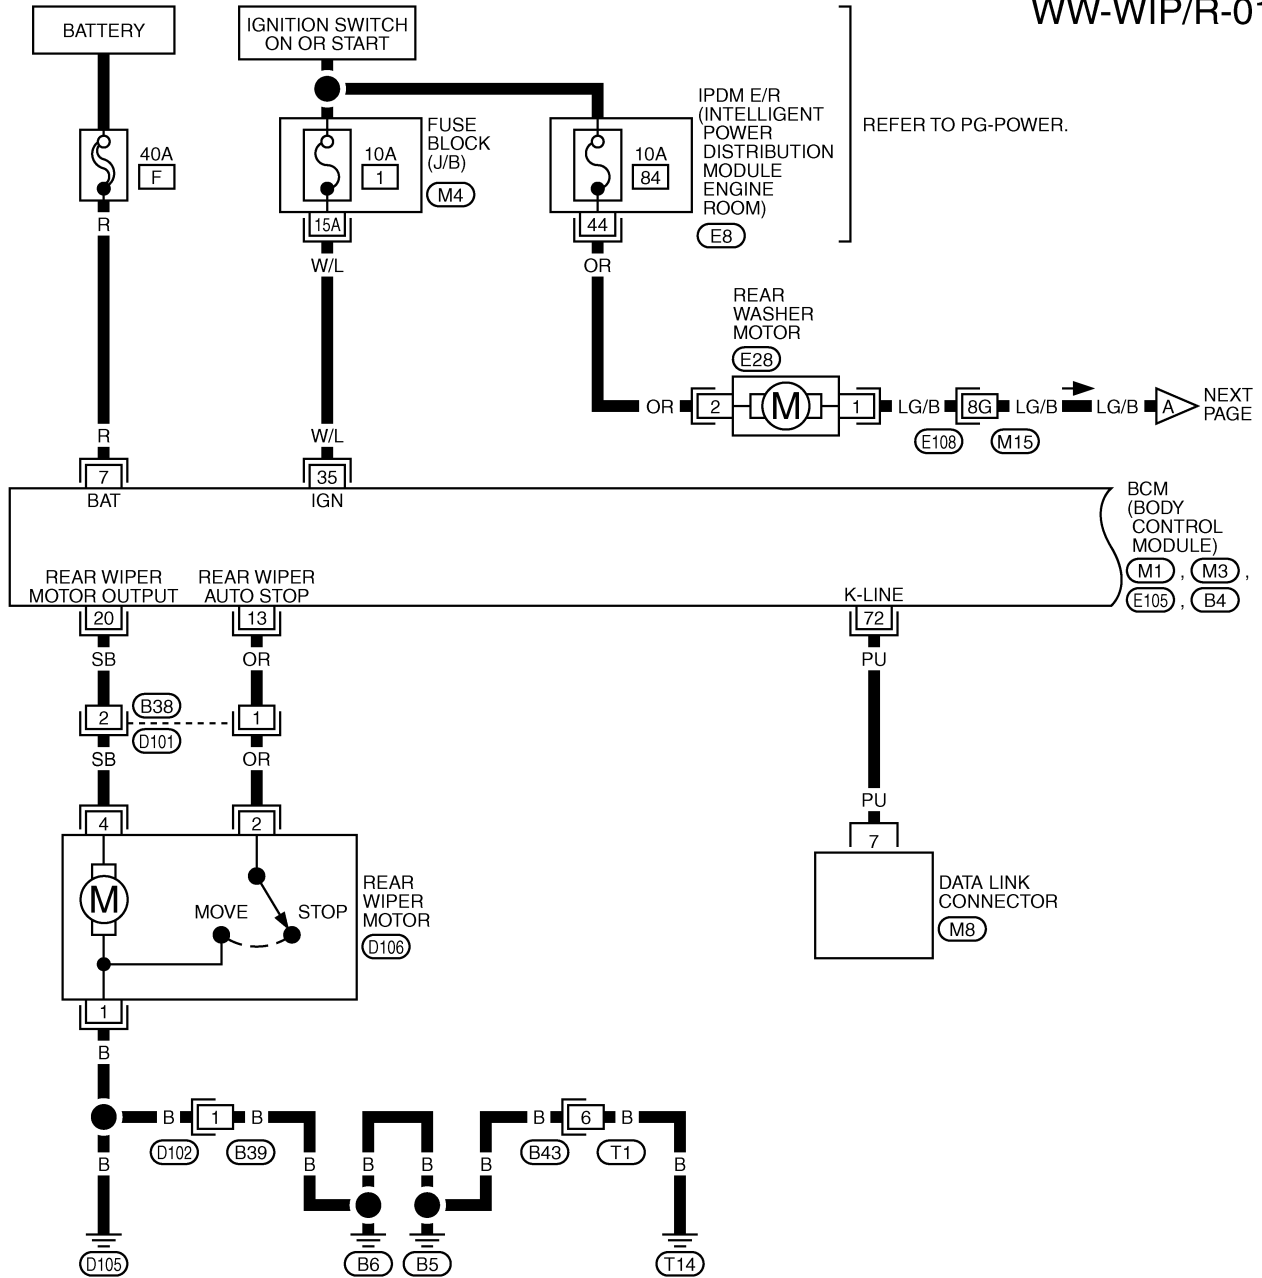 WW-WIP/R-01
BATTERY
IGNITION SWITCH
ON OR START
40A
F
10A
1
FUSE
BLOCK
(J/B)
M4
10A
84
IPDM E/R
(INTELLIGENT
POWER
DISTRIBUTION
MODULE
ENGINE
ROOM)
E8
REFER TO PG-POWER.
R
15A
44
W/L
OR
REAR
WASHER
MOTOR
E28
OR
2
M
1
LG/B
8G
LG/B
LG/B
A
NEXT
PAGE
E108
M15
R
W/L
7
35
BAT
IGN
BCM
(BODY
CONTROL
MODULE)
M1 , M3 ,
E105 , B4
REAR WIPER
MOTOR OUTPUT
REAR WIPER
AUTO STOP
K-LINE
20
13
72
SB
OR
PU
2
B38
D101
1
SB
OR
PU
4
2
7
M
MOVE
STOP
REAR
WIPER
MOTOR
D106
DATA LINK
CONNECTOR
M8
1
B
B
1
B
B
6
B
D102
B39
B43
T1
B
B
B
B
B
B
D105
B6
B5
T14